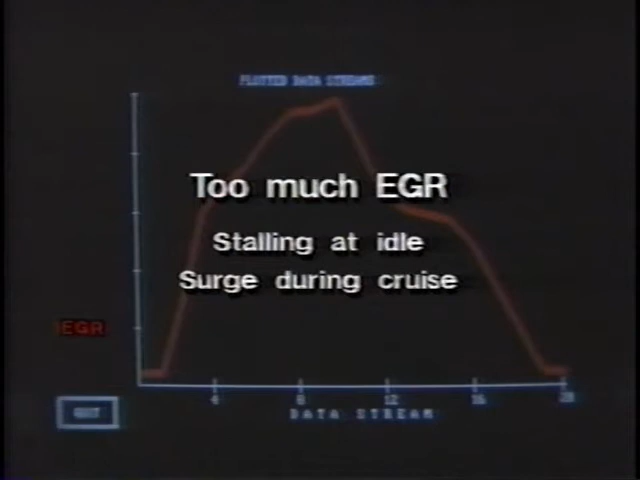 PLOTTED DATA STREAMS
Too much EGR
Stalling at idle
Surge during cruise
EGR
4 8 12 16 20
QUIT
DATA STREAM